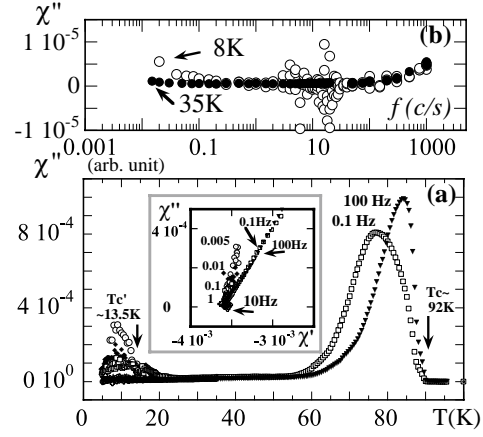 χ"
1 10⁻⁵
8K
(b)
0
35K
f (c/s)
-1 10⁻⁵
0.001 0.1 10 1000
χ"
(arb. unit)
(a)
8 10⁻⁴
χ"
4 10⁻⁴
0.1Hz
0.005
100Hz
0.01
0.1
1
10Hz
0
-4 10⁻³ -3 10⁻³
χ'
100 Hz
0.1 Hz
4 10⁻⁴
Tc'
~13.5K
Tc~
92K
0 10⁰
0 20 40 60 80 T(K)